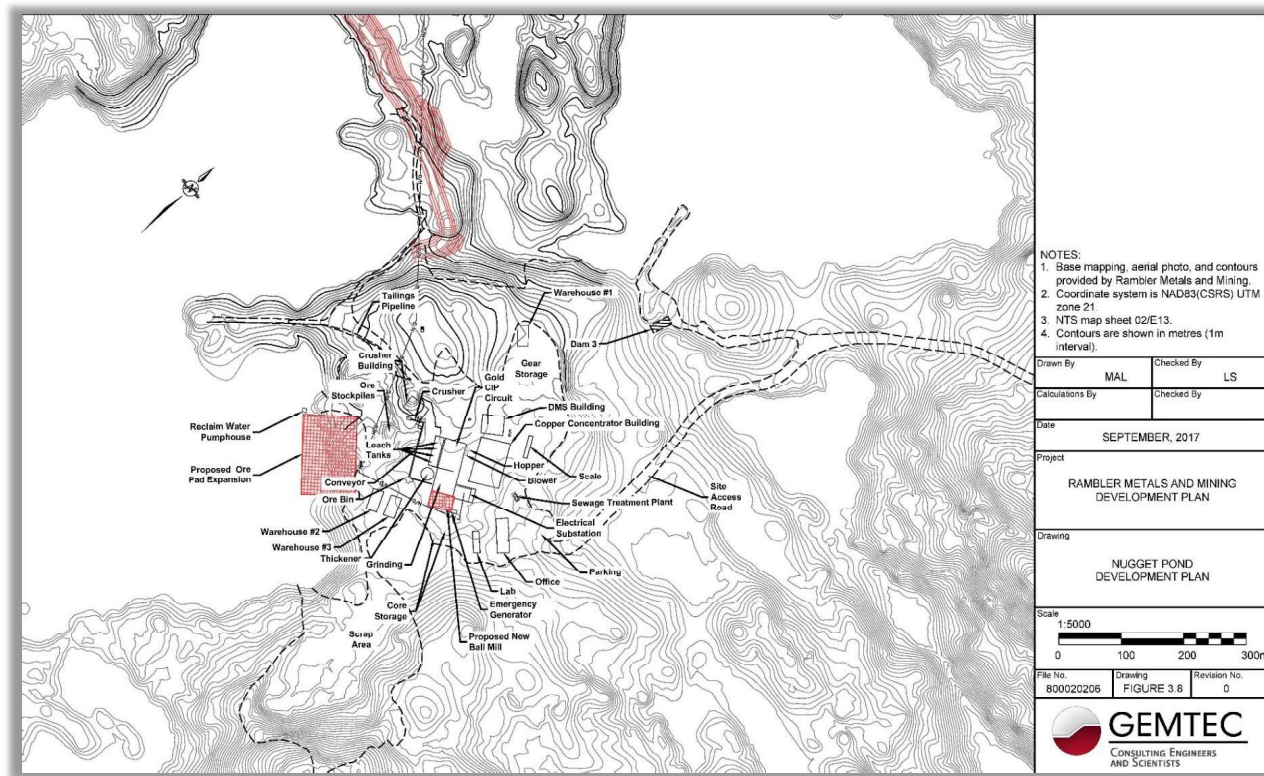 Tailings
Pipeline
Warehouse #1
Dam 3
Crusher
Building
Gear
Storage
Ore
Stockpiles
Crusher
Gold
CIP
Circuit
DMS Building
Reclaim Water
Pumphouse
Copper Concentrator Building
Leach
Tanks
Proposed Ore
Pad Expansion
Hopper
Scale
Conveyor
Blower
Ore Bin
Sewage Treatment Plant
Site
Access
Road
Warehouse #2
Electrical
Substation
Warehouse #3
Thickener
Grinding
Parking
Office
Lab
Core
Storage
Emergency
Generator
Scrap
Area
Proposed New
Ball Mill
NOTES:
1. Base mapping, aerial photo, and contours
provided by Rambler Metals and Mining.
2. Coordinate system is NAD83(CSRS) UTM
zone 21.
3. NTS map sheet 02/E13.
4. Contours are shown in metres (1m
interval).
Drawn By
MAL
Checked By
LS
Calculations By
Checked By
Date
SEPTEMBER, 2017
Project
RAMBLER METALS AND MINING
DEVELOPMENT PLAN
Drawing
NUGGET POND
DEVELOPMENT PLAN
Scale
1:5000
0 100 200 300m
File No.
800020206
Drawing
FIGURE 3.8
Revision No.
0
GEMTEC
CONSULTING ENGINEERS
AND SCIENTISTS